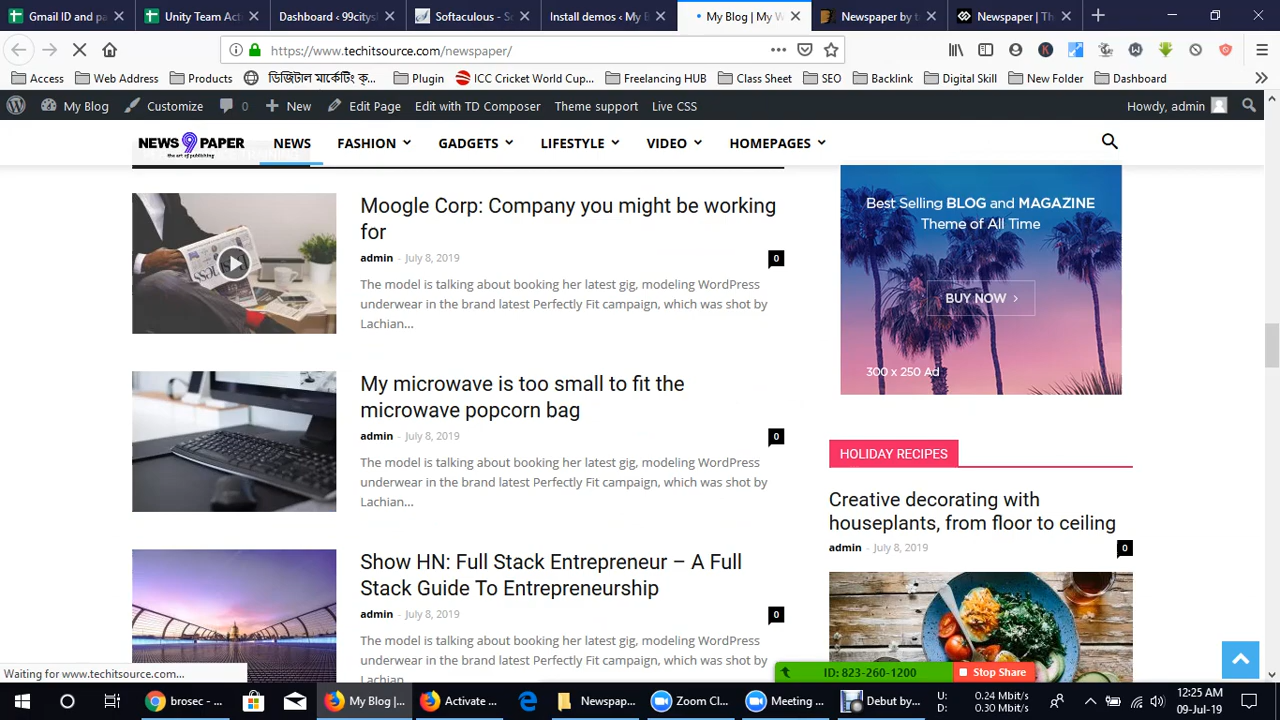 Gmail ID and pa
Unity Team Acti
Dashboard ‹ 99citysl
Softaculous - So
Install demos ‹ My B
My Blog | My W
Newspaper by t
Newspaper | Th
https://www.techitsource.com/newspaper/
Access
Web Address
Products
ডিজিটাল মার্কেটিং ক্...
Plugin
ICC Cricket World Cup...
Freelancing HUB
Class Sheet
SEO
Backlink
Digital Skill
New Folder
Dashboard
My Blog
Customize
0
New
Edit Page
Edit with TD Composer
Theme support
Live CSS
Howdy, admin
NEWS 9 PAPER
the art of publishing
NEWS
FASHION
GADGETS
LIFESTYLE
VIDEO
HOMEPAGES
Moogle Corp: Company you might be working
for
admin - July 8, 2019
0
The model is talking about booking her latest gig, modeling WordPress
underwear in the brand latest Perfectly Fit campaign, which was shot by
Lachian...
My microwave is too small to fit the
microwave popcorn bag
admin - July 8, 2019
0
The model is talking about booking her latest gig, modeling WordPress
underwear in the brand latest Perfectly Fit campaign, which was shot by
Lachian...
Show HN: Full Stack Entrepreneur – A Full
Stack Guide To Entrepreneurship
admin - July 8, 2019
0
The model is talking about booking her latest gig, modeling WordPress
underwear in the brand latest Perfectly Fit campaign, which was shot by
Lachian...
Best Selling BLOG and MAGAZINE
Theme of All Time
BUY NOW
300 x 250 Ad
HOLIDAY RECIPES
Creative decorating with
houseplants, from floor to ceiling
admin - July 8, 2019
0
Waiting for www.techitsource.com...
ID: 823-260-1200
Stop Share
brosec - ...
My Blog |...
Activate ...
Newspap...
Zoom Cl...
Meeting ...
Debut by...
U: 0.24 Mbit/s
D: 0.30 Mbit/s
12:25 AM
09-Jul-19